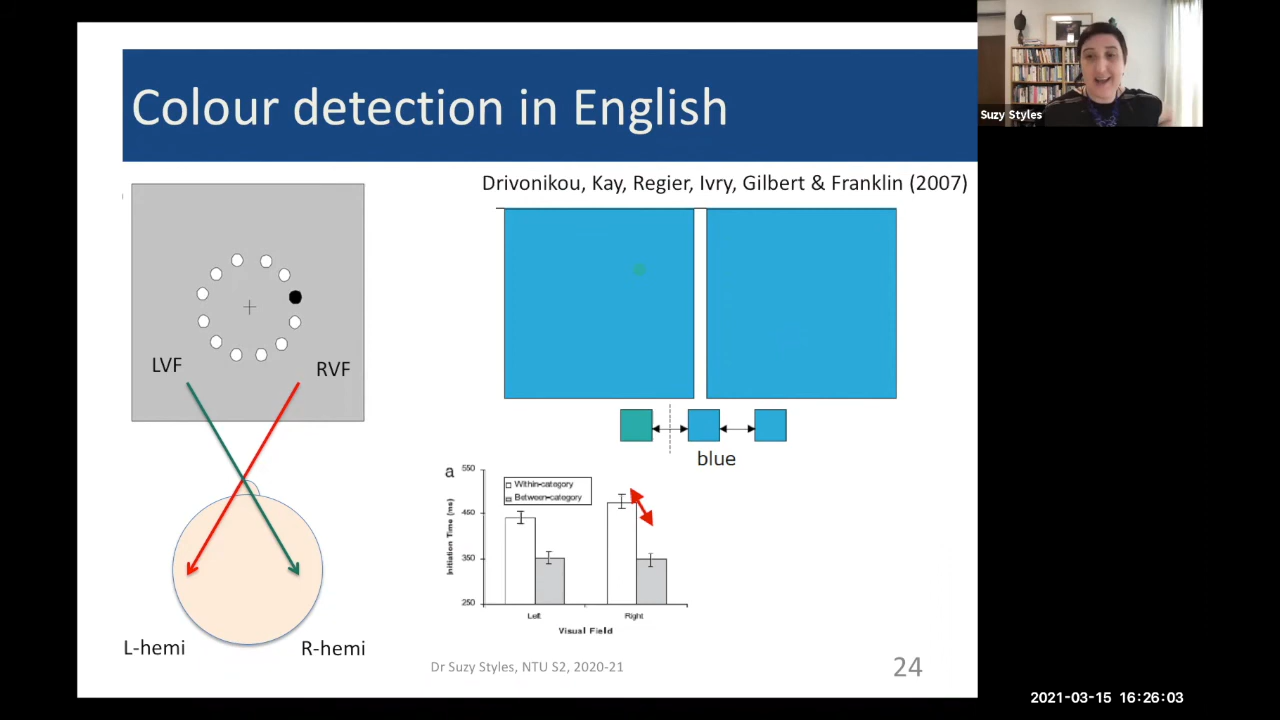 Colour detection in English
Suzy Styles
Drivonikou, Kay, Regier, Ivry, Gilbert & Franklin (2007)
LVF
RVF
L-hemi
R-hemi
blue
a
550
460
350
250
Initiation Time (ms)
Within-category
Between-category
Left
Right
Visual Field
Dr Suzy Styles, NTU S2, 2020-21
24
2021-03-15 16:26:03